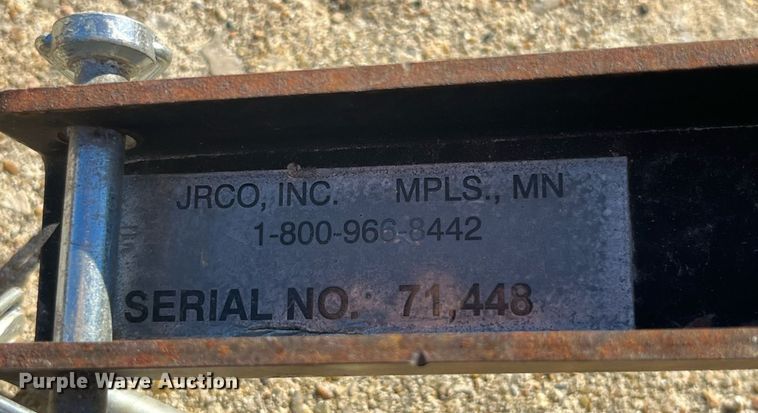 JRCO, INC. MPLS., MN
1-800-966-8442
SERIAL NO. 71,448
Purple Wave Auction